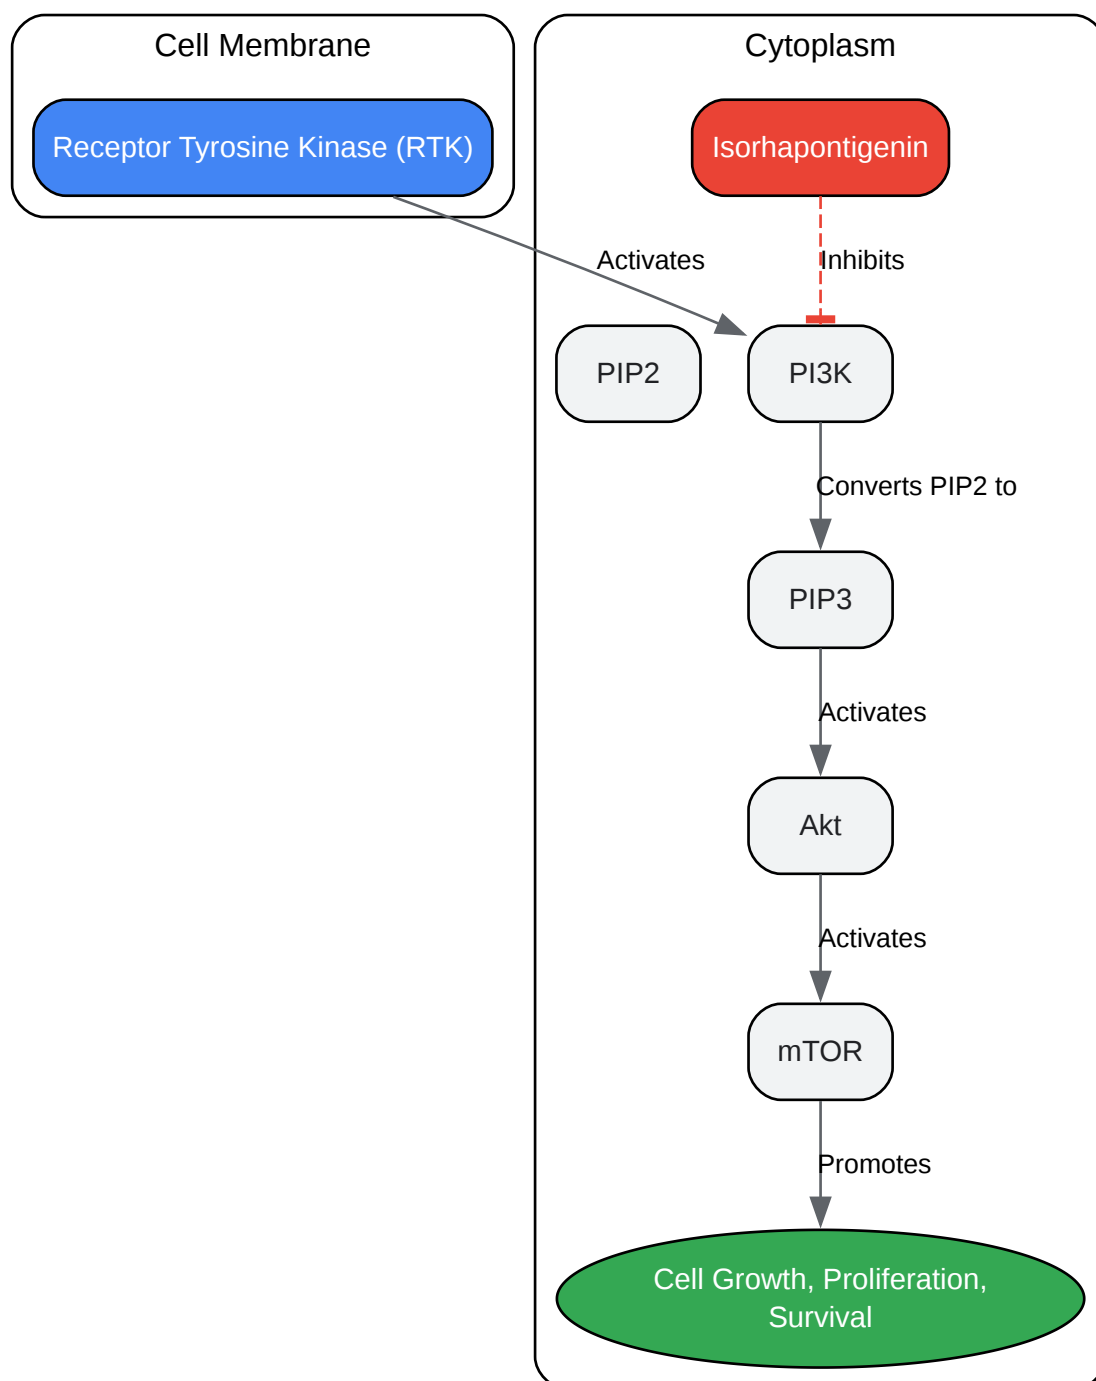 Cell Membrane
Receptor Tyrosine Kinase (RTK)
Cytoplasm
Isorhapontigenin
Activates
Inhibits
PIP2
PI3K
Converts PIP2 to
PIP3
Activates
Akt
Activates
mTOR
Promotes
Cell Growth, Proliferation,
Survival